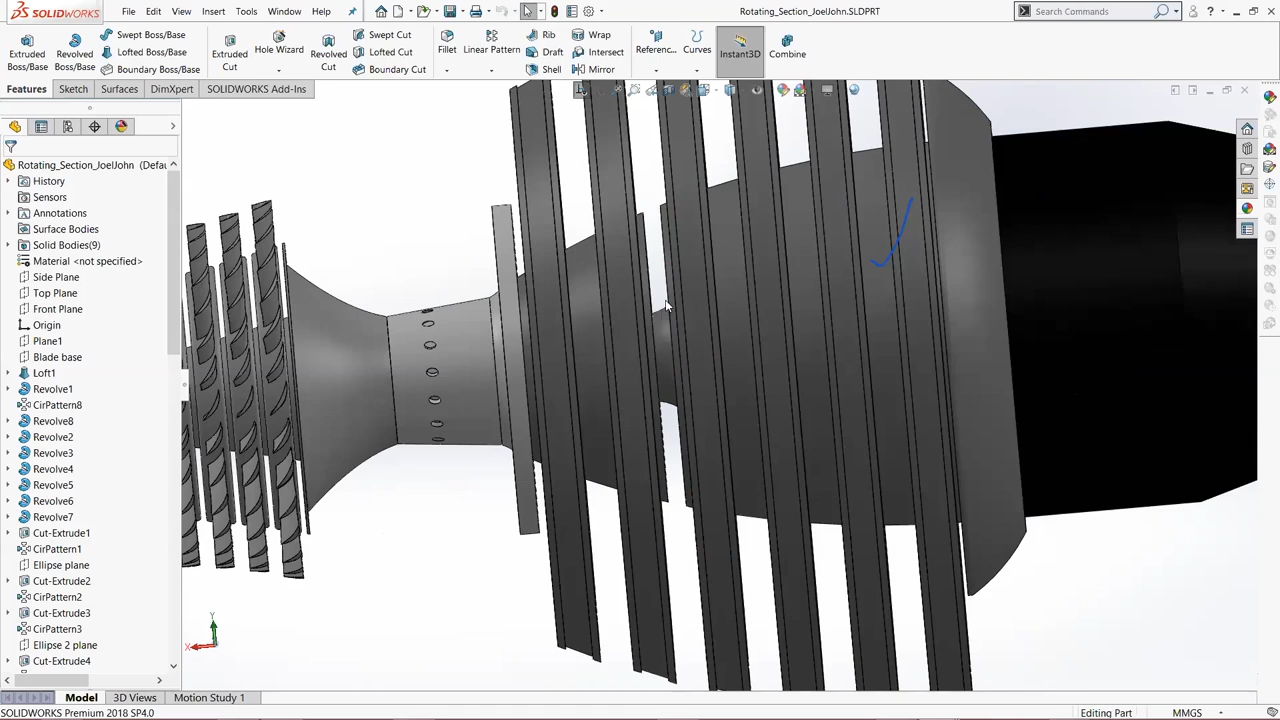 SOLIDWORKS
File Edit View Insert Tools Window Help
Rotating_Section_JoelJohn.SLDPRT
Search Commands
Extruded Boss/Base
Revolved Boss/Base
Swept Boss/Base
Lofted Boss/Base
Boundary Boss/Base
Extruded Cut
Hole Wizard
Revolved Cut
Swept Cut
Lofted Cut
Boundary Cut
Fillet
Linear Pattern
Rib
Draft
Shell
Wrap
Intersect
Mirror
Referenc...
Curves
Instant3D
Combine
Features Sketch Surfaces DimXpert SOLIDWORKS Add-Ins
Rotating_Section_JoelJohn (Defau
History
Sensors
Annotations
Surface Bodies
Solid Bodies(9)
Material <not specified>
Side Plane
Top Plane
Front Plane
Origin
Plane1
Blade base
Loft1
Revolve1
CirPattern8
Revolve8
Revolve2
Revolve3
Revolve4
Revolve5
Revolve6
Revolve7
Cut-Extrude1
CirPattern1
Ellipse plane
Cut-Extrude2
CirPattern2
Cut-Extrude3
CirPattern3
Ellipse 2 plane
Cut-Extrude4
Y
X
Model 3D Views Motion Study 1
SOLIDWORKS Premium 2018 SP4.0
Editing Part
MMGS